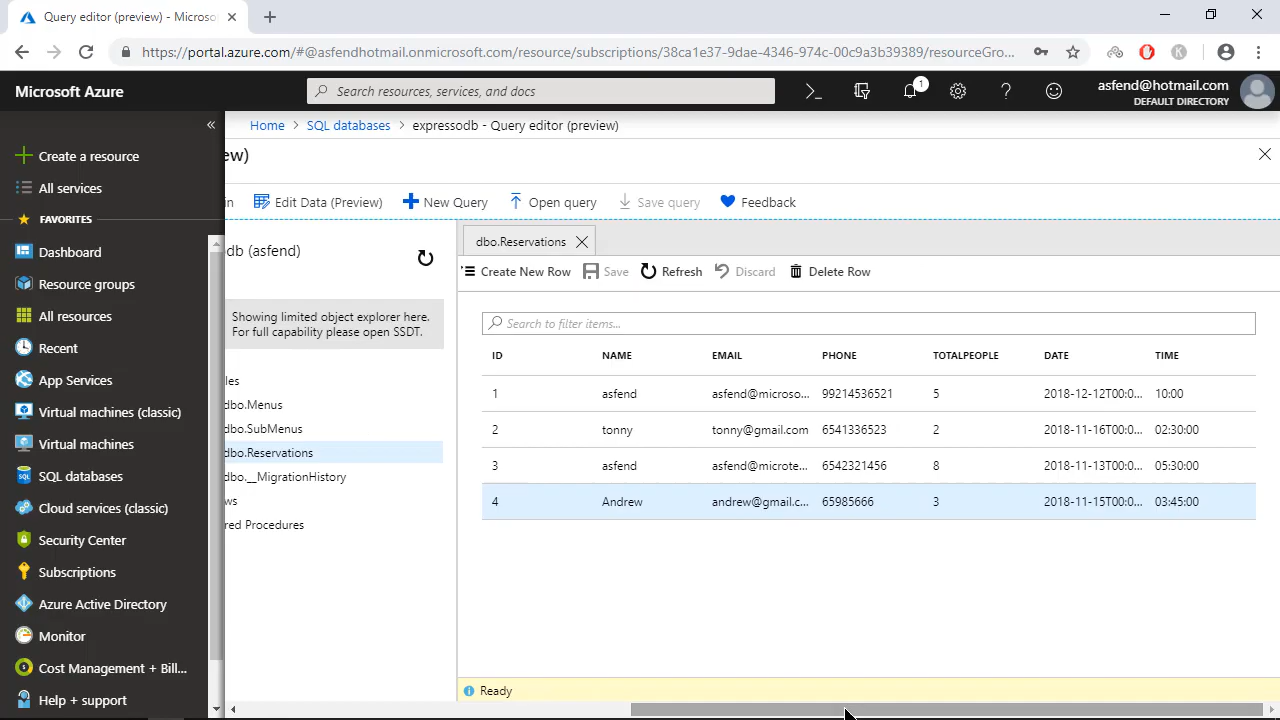 Query editor (preview) - Microso
https://portal.azure.com/#@asfendhotmail.onmicrosoft.com/resource/subscriptions/38ca1e37-9dae-4346-974c-00c9a3b39389/resourceGro...
Microsoft Azure
Search resources, services, and docs
1
asfend@hotmail.com
DEFAULT DIRECTORY
Home > SQL databases > expressodb - Query editor (preview)
ew)
in Edit Data (Preview) New Query Open query Save query Feedback
Create a resource
All services
FAVORITES
Dashboard
Resource groups
All resources
Recent
App Services
Virtual machines (classic)
Virtual machines
SQL databases
Cloud services (classic)
Security Center
Subscriptions
Azure Active Directory
Monitor
Cost Management + Bill...
Help + support
db (asfend)
Showing limited object explorer here.
For full capability please open SSDT.
les
dbo.Menus
dbo.SubMenus
dbo.Reservations
dbo.__MigrationHistory
ws
red Procedures
dbo.Reservations
Create New Row Save Refresh Discard Delete Row
Search to filter items...
ID NAME EMAIL PHONE TOTALPEOPLE DATE TIME
1 asfend asfend@microso... 99214536521 5 2018-12-12T00:0... 10:00
2 tonny tonny@gmail.com 6541336523 2 2018-11-16T00:0... 02:30:00
3 asfend asfend@microte... 6542321456 8 2018-11-13T00:0... 05:30:00
4 Andrew andrew@gmail.c... 65985666 3 2018-11-15T00:0... 03:45:00
Ready